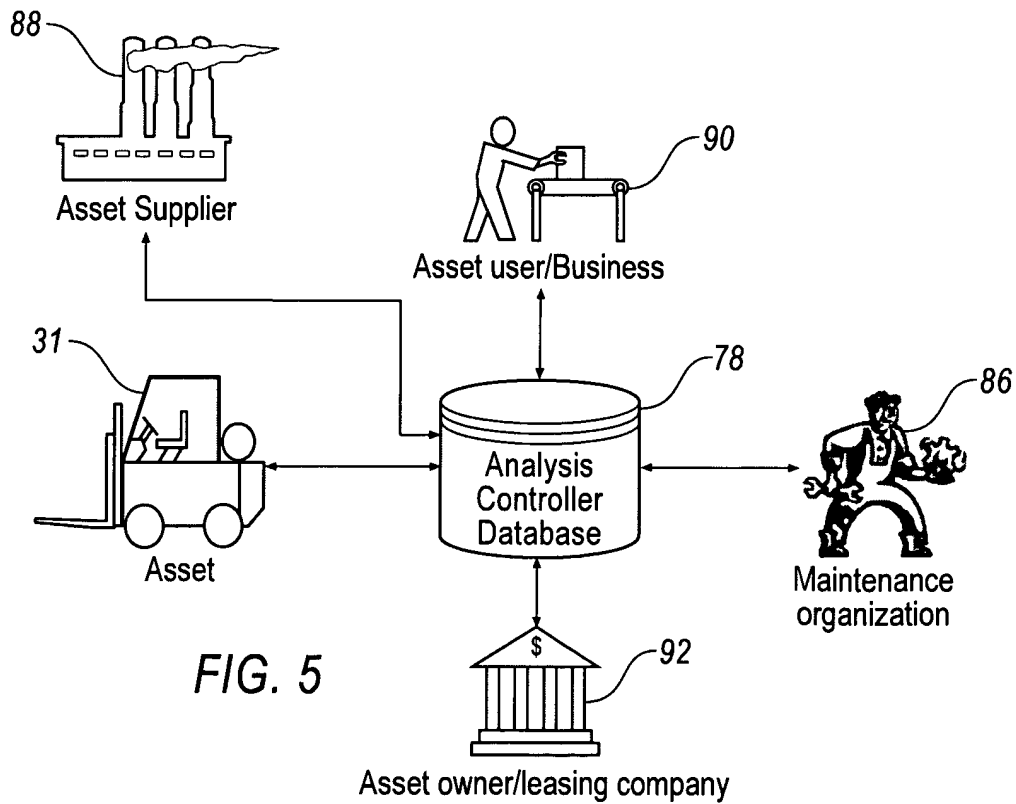 88
Asset Supplier
90
Asset user/Business
31
Asset
78
Analysis
Controller
Database
86
Maintenance
organization
$
92
Asset owner/leasing company
FIG. 5